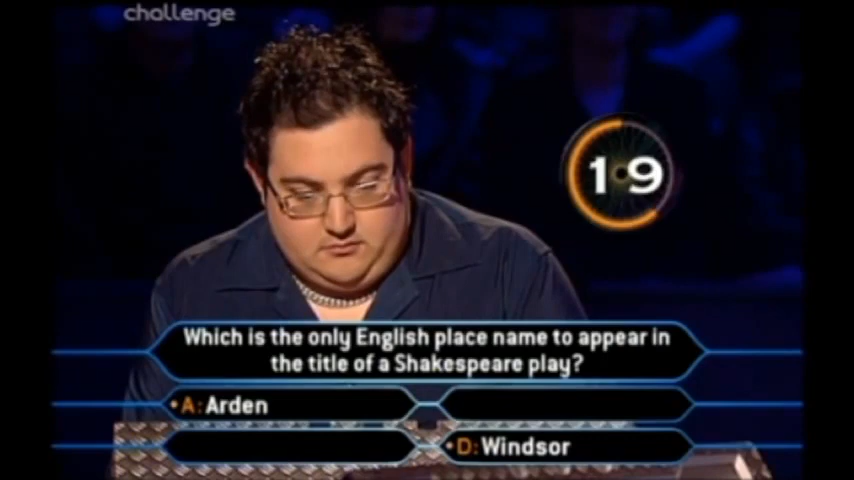 challenge
19
Which is the only English place name to appear in
the title of a Shakespeare play?
A: Arden
D: Windsor